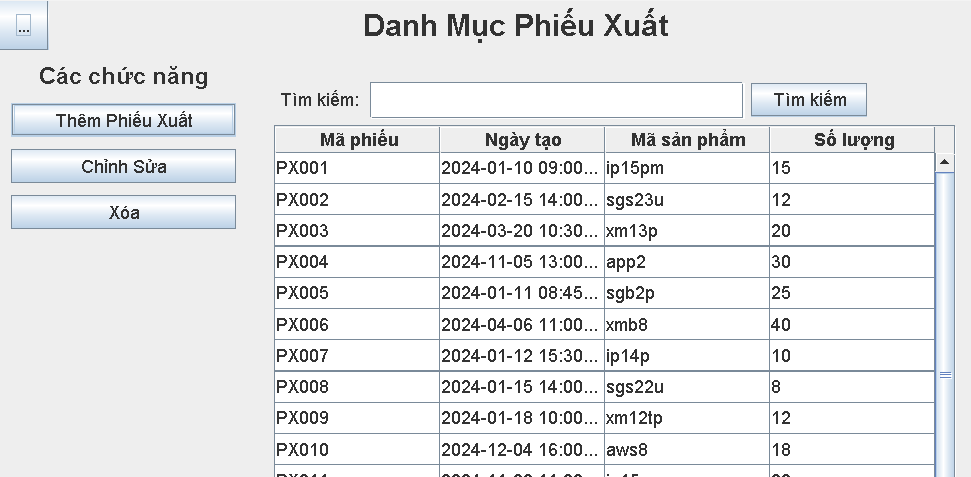 ...
Danh Mục Phiếu Xuất
Các chức năng
Thêm Phiếu Xuất
Chỉnh Sửa
Xóa
Tìm kiếm:
Tìm kiếm
Mã phiếu Ngày tạo Mã sản phẩm Số lượng
PX001 2024-01-10 09:00... ip15pm 15
PX002 2024-02-15 14:00... sgs23u 12
PX003 2024-03-20 10:30... xm13p 20
PX004 2024-11-05 13:00... app2 30
PX005 2024-01-11 08:45... sgb2p 25
PX006 2024-04-06 11:00... xmb8 40
PX007 2024-01-12 15:30... ip14p 10
PX008 2024-01-15 14:00... sgs22u 8
PX009 2024-01-18 10:00... xm12tp 12
PX010 2024-12-04 16:00... aws8 18